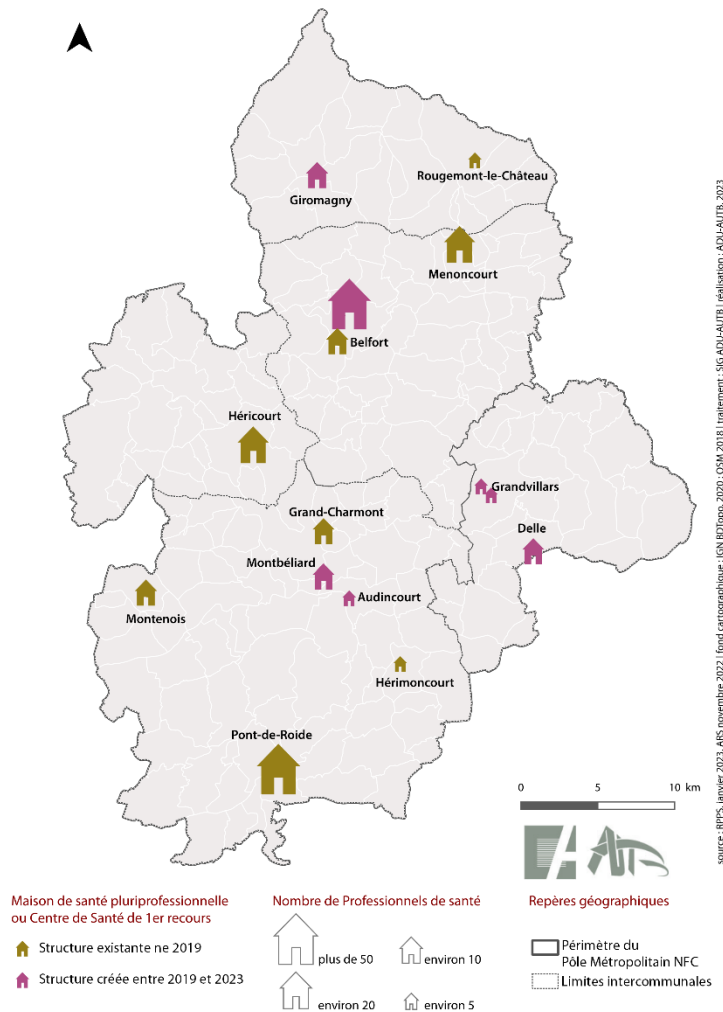 Rougemont-le-Château
Giromagny
Menoncourt
Belfort
Héricourt
Grandvillars
Grand-Charmont
Delle
Montbéliard
Audincourt
Montenois
Hérimoncourt
Pont-de-Roide
0 5 10 km
source : RPPS, janvier 2023, ARS novembre 2022 | fond cartographique : IGN BDTopo, 2020 ; OSM 2018 | traitement : SIG ADU-AUTB | réalisation : ADU-AUTB, 2023
Maison de santé pluriprofessionnelle
ou Centre de Santé de 1er recours
Structure existante ne 2019
Structure créée entre 2019 et 2023
Nombre de Professionnels de santé
plus de 50
environ 10
environ 20
environ 5
Repères géographiques
Périmètre du
Pôle Métropolitain NFC
Limites intercommunales